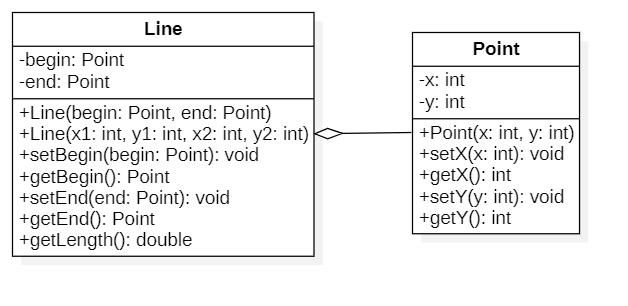 Line
-begin: Point
-end: Point
+Line(begin: Point, end: Point)
+Line(x1: int, y1: int, x2: int, y2: int)
+setBegin(begin: Point): void
+getBegin(): Point
+setEnd(end: Point): void
+getEnd(): Point
+getLength(): double
Point
-x: int
-y: int
+Point(x: int, y: int)
+setX(x: int): void
+getX(): int
+setY(y: int): void
+getY(): int